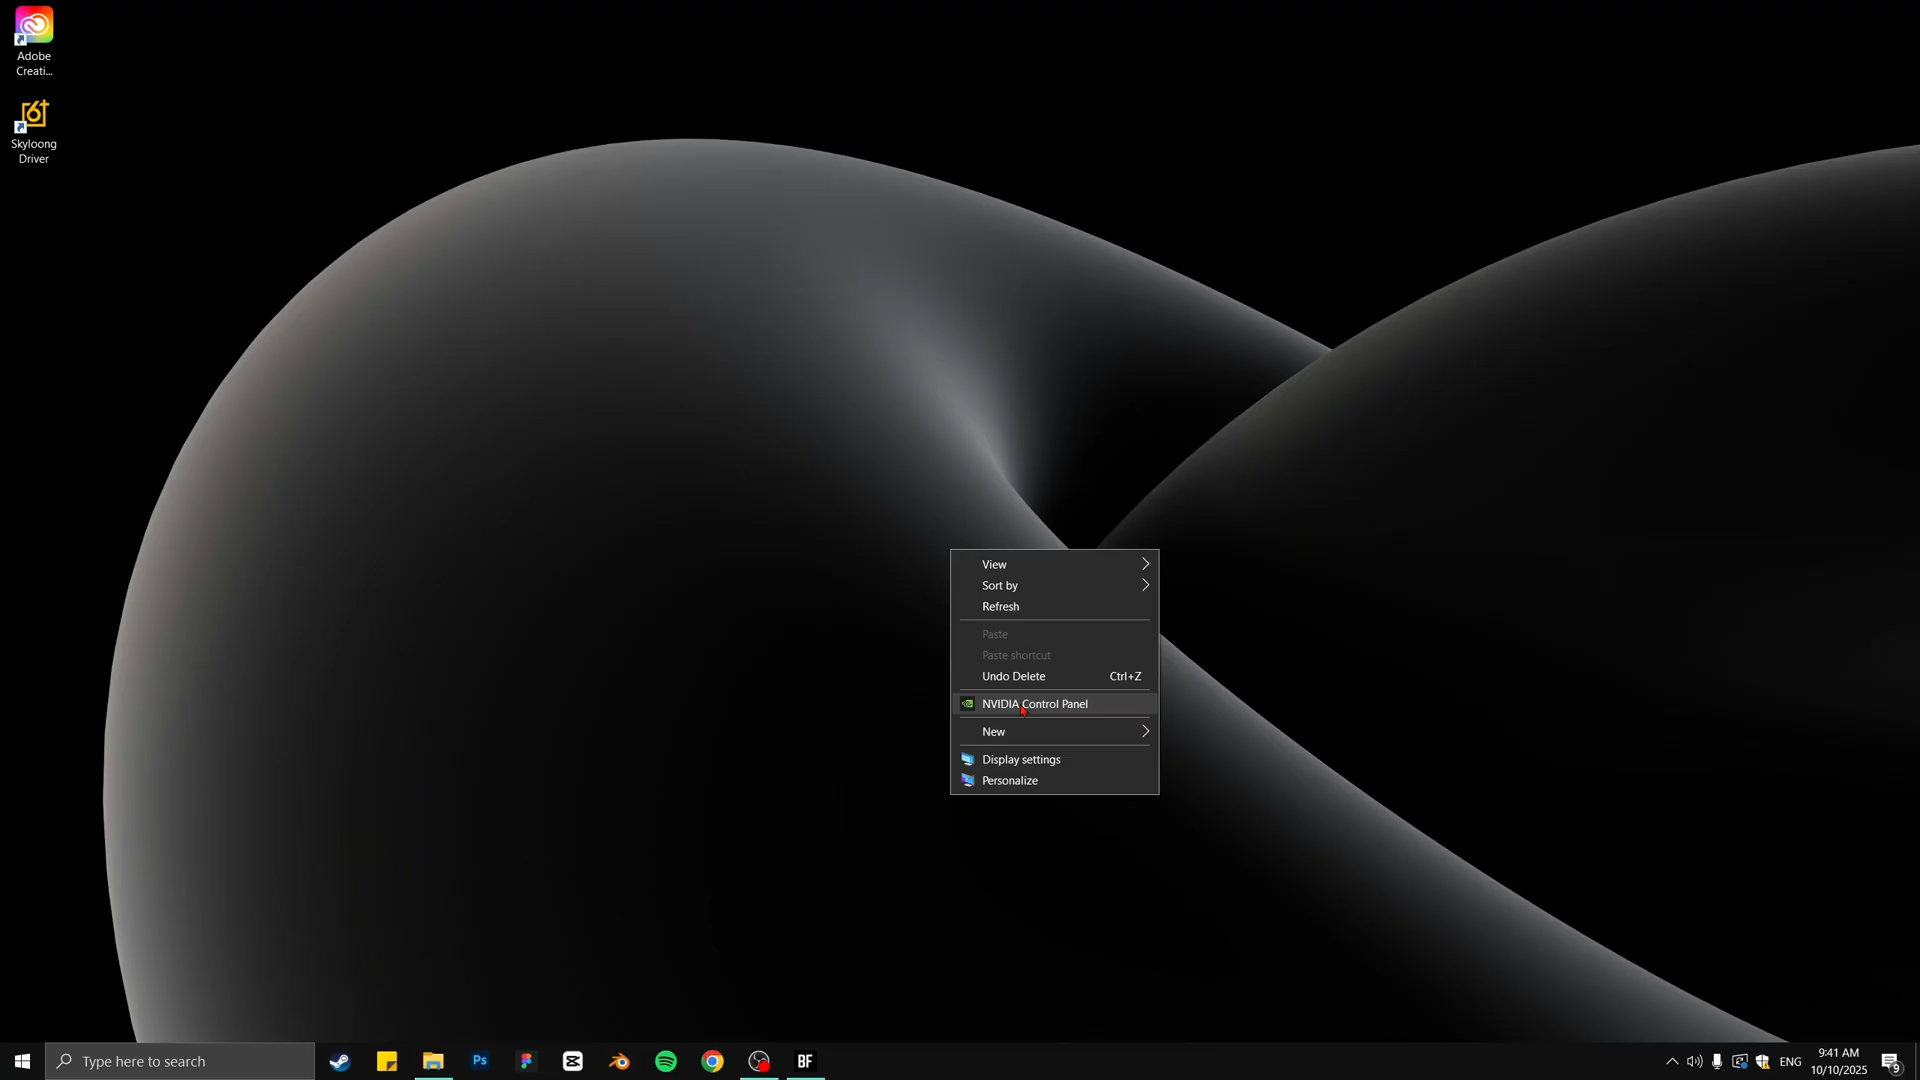 Adobe
Creati...
Skyloong
Driver
View
Sort by
Refresh
Paste
Paste shortcut
Undo Delete Ctrl+Z
NVIDIA Control Panel
New
Display settings
Personalize
Type here to search
Ps
BF
ENG
9:41 AM
10/10/2025
9